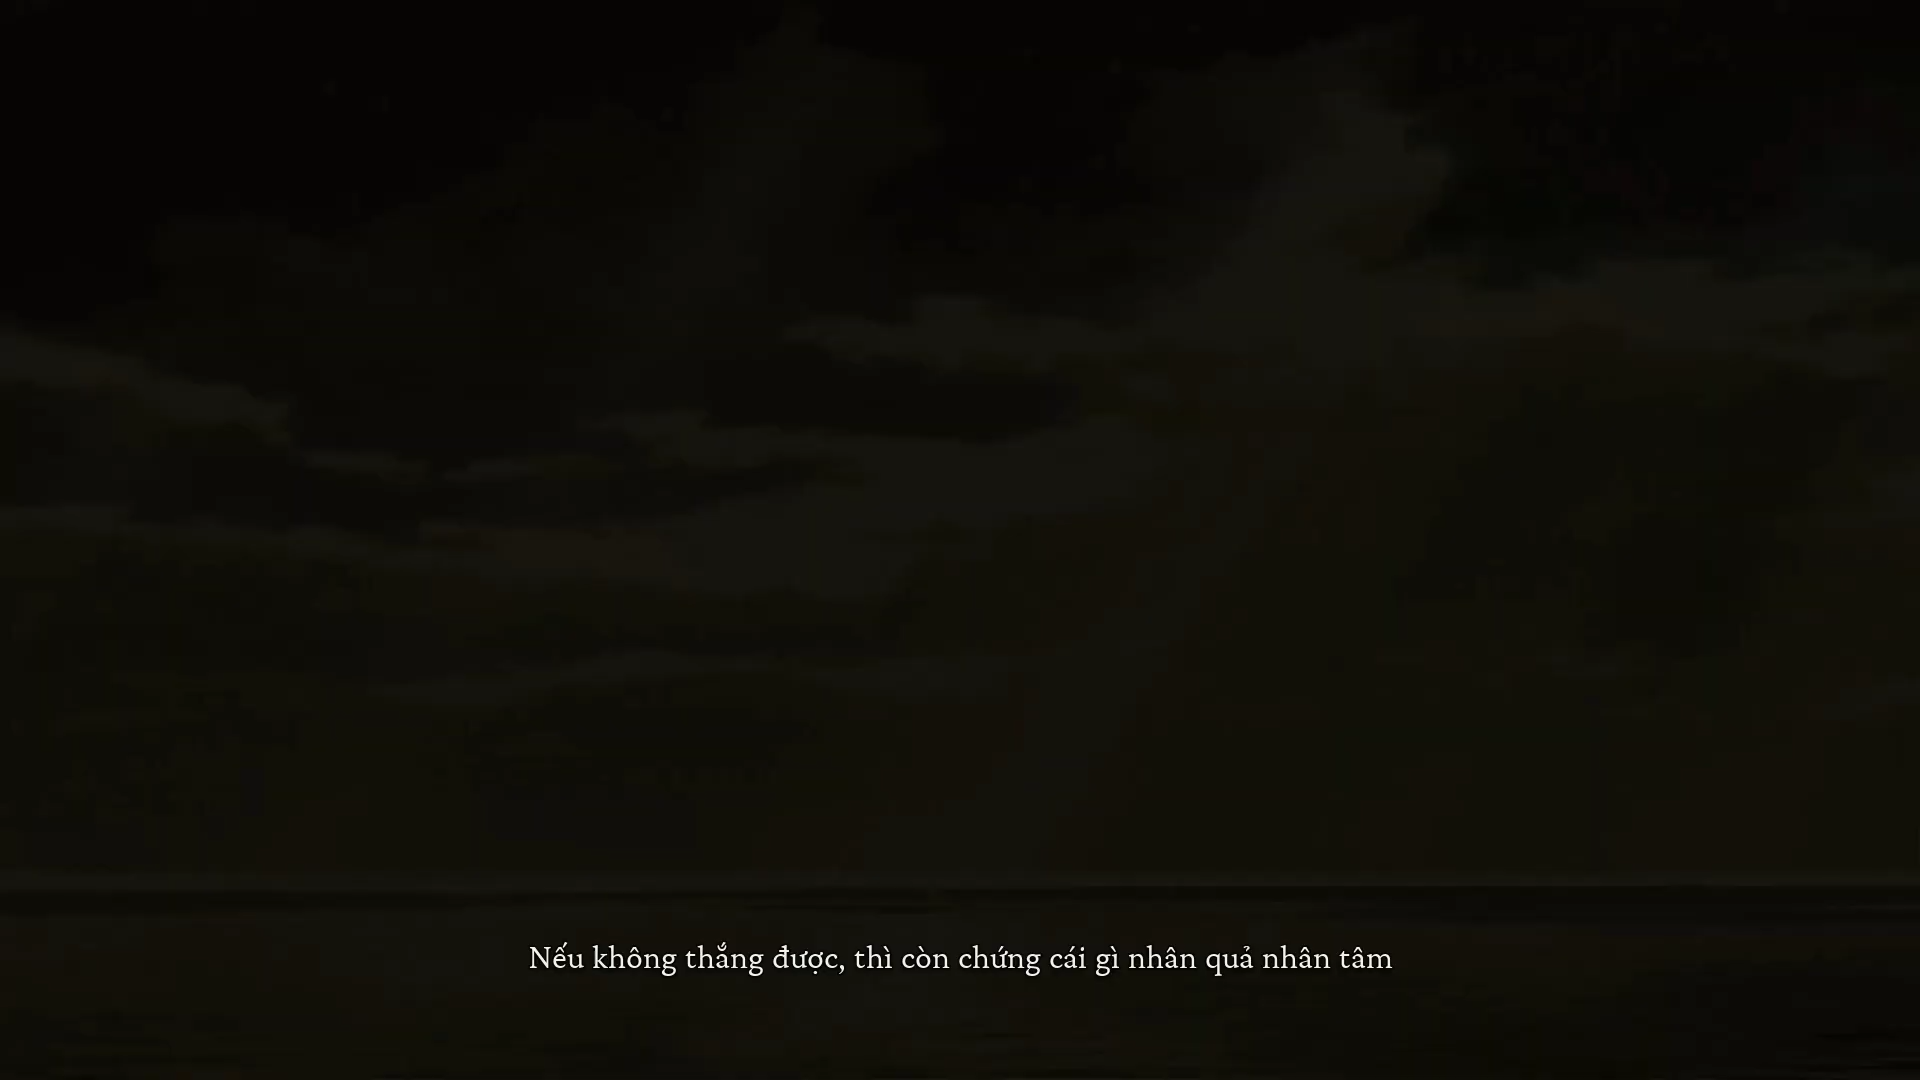 Nếu không thắng được, thì còn chứng cái gì nhân quả nhân tâm